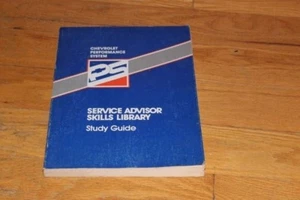 CHEVROLET
PERFORMANCE
SYSTEM
PS
SERVICE ADVISOR
SKILLS LIBRARY
Study Guide